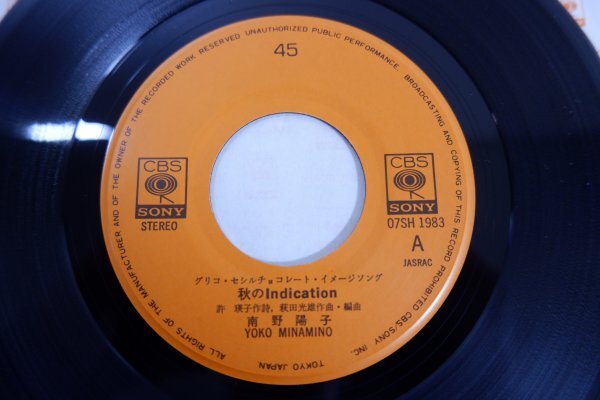 ALL RIGHTS OF THE MANUFACTURER AND OF THE OWNER OF THE RECORDED WORK RESERVED UNAUTHORIZED PUBLIC PERFORMANCE, BROADCASTING AND COPYING OF THIS RECORD PROHIBITED CBS/SONY INC. TOKYO JAPAN
45
CBS
SONY
STEREO
CBS
SONY
07SH 1983
A
JASRAC
グリコ・セシルチョコレート・イメージソング
秋のIndication
許 瑛子作詩、萩田光雄作曲・編曲
南野陽子
YOKO MINAMINO